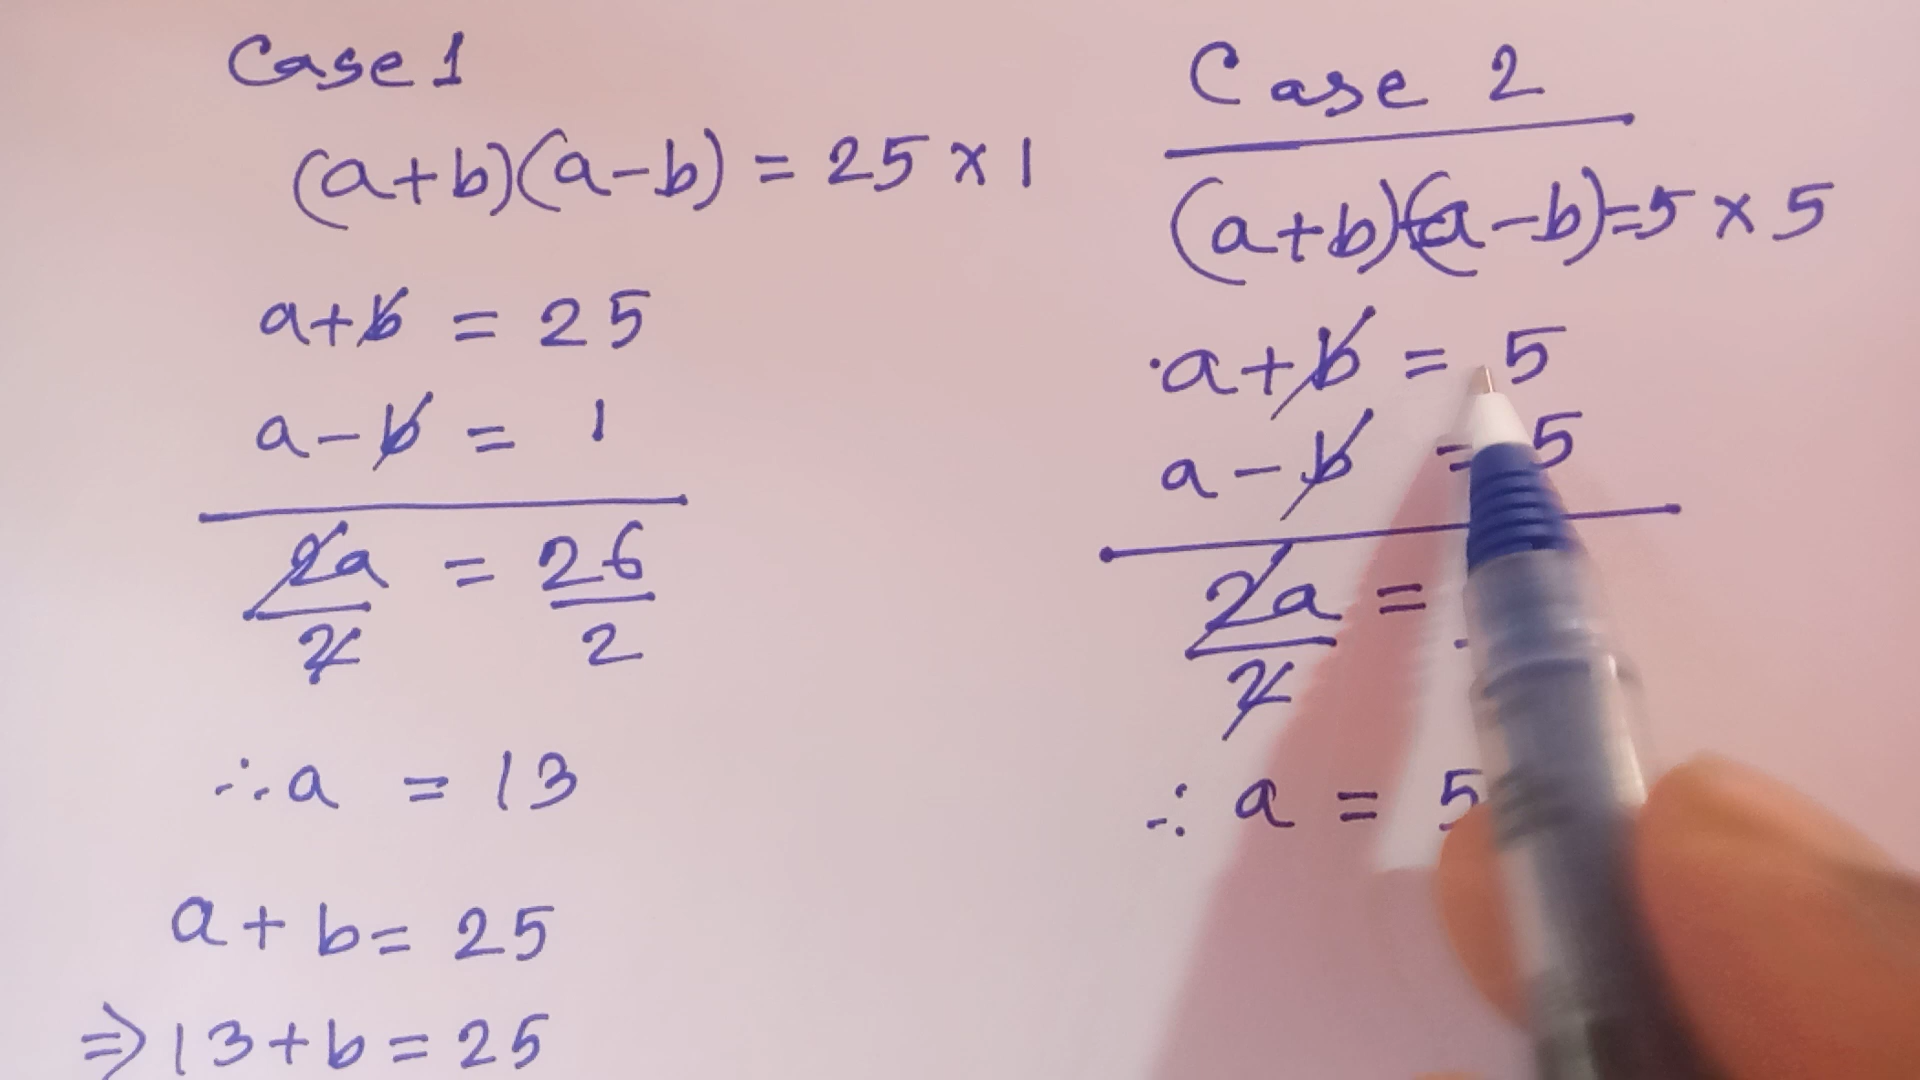 Case 1
(a+b)(a-b) = 25 × 1
a+b = 25
a-b = 1
2a/2 = 26/2
∴ a = 13
a + b = 25
⇒ 13 + b = 25
Case 2
(a+b)(a-b)=5 × 5
a+b = 5
a-b = 5
2a/2 =
∴ a = 5